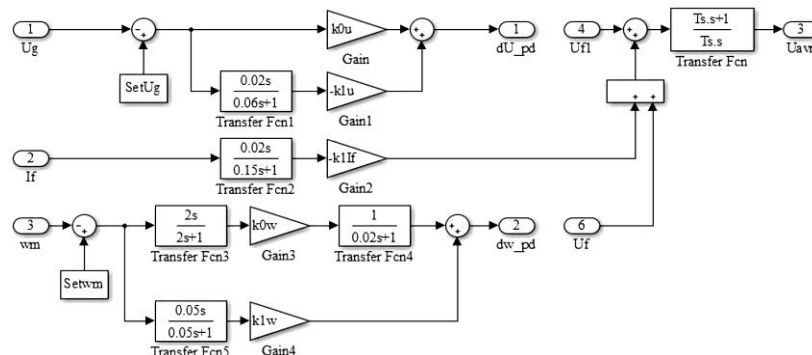 1
Ug
- +
SetUg
k0u
Gain
+ +
1
dU_pd
0.02s
0.06s+1
Transfer Fcn1
-k1u
Gain1
2
If
0.02s
0.15s+1
Transfer Fcn2
-k1If
Gain2
4
Uf1
+ +
Ts.s+1
Ts.s
Transfer Fcn
3
Uavr
+ +
6
Uf
3
wm
- +
Setwm
2s
2s+1
Transfer Fcn3
k0w
Gain3
1
0.02s+1
Transfer Fcn4
+ +
2
dw_pd
0.05s
0.05s+1
Transfer Fcn5
k1w
Gain4